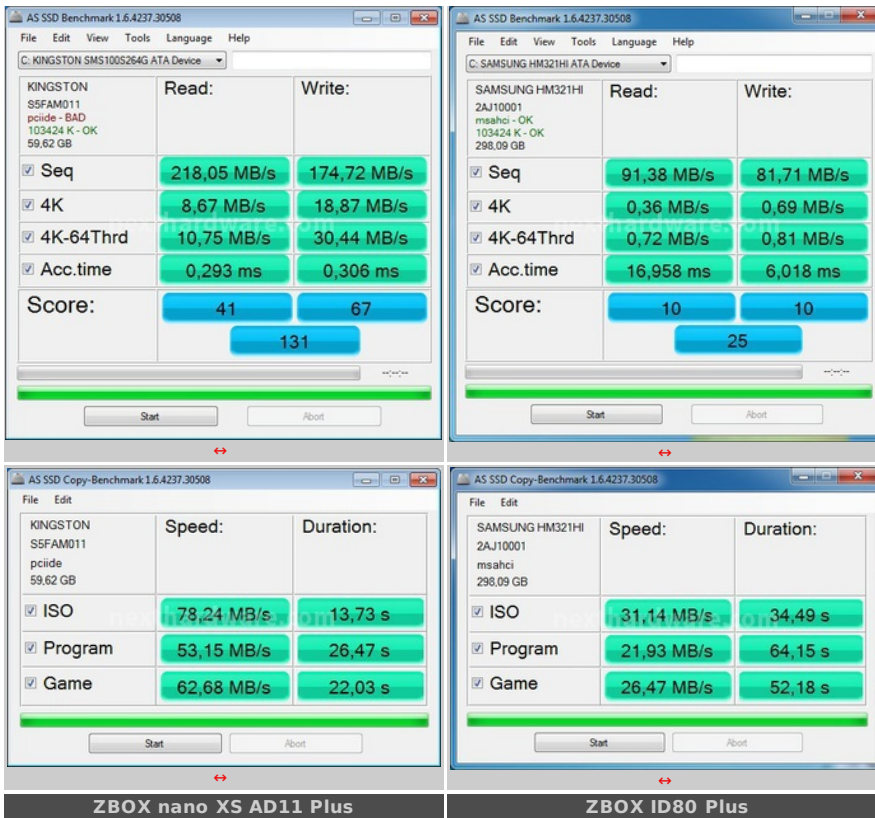 AS SSD Benchmark 1.6.4237.30508
File Edit View Tools Language Help
C: KINGSTON SMS100S264G ATA Device
KINGSTON
S5FAM011
pciide - BAD
103424 K - OK
59,62 GB
Read: Write:
Seq 218,05 MB/s 174,72 MB/s
4K 8,67 MB/s 18,87 MB/s
4K-64Thrd 10,75 MB/s 30,44 MB/s
Acc.time 0,293 ms 0,306 ms
Score: 41 67
131
--:--:--
Start Abort
AS SSD Benchmark 1.6.4237.30508
File Edit View Tools Language Help
C: SAMSUNG HM321HI ATA Device
SAMSUNG HM321HI
2AJ10001
msahci - OK
103424 K - OK
298,09 GB
Read: Write:
Seq 91,38 MB/s 81,71 MB/s
4K 0,36 MB/s 0,69 MB/s
4K-64Thrd 0,72 MB/s 0,81 MB/s
Acc.time 16,958 ms 6,018 ms
Score: 10 10
25
--:--:--
Start Abort
AS SSD Copy-Benchmark 1.6.4237.30508
File Edit
KINGSTON
S5FAM011
pciide
59,62 GB
Speed: Duration:
ISO 78,24 MB/s 13,73 s
Program 53,15 MB/s 26,47 s
Game 62,68 MB/s 22,03 s
Start Abort
AS SSD Copy-Benchmark 1.6.4237.30508
File Edit
SAMSUNG HM321HI
2AJ10001
msahci
298,09 GB
Speed: Duration:
ISO 31,14 MB/s 34,49 s
Program 21,93 MB/s 64,15 s
Game 26,47 MB/s 52,18 s
Start Abort
ZBOX nano XS AD11 Plus
ZBOX ID80 Plus